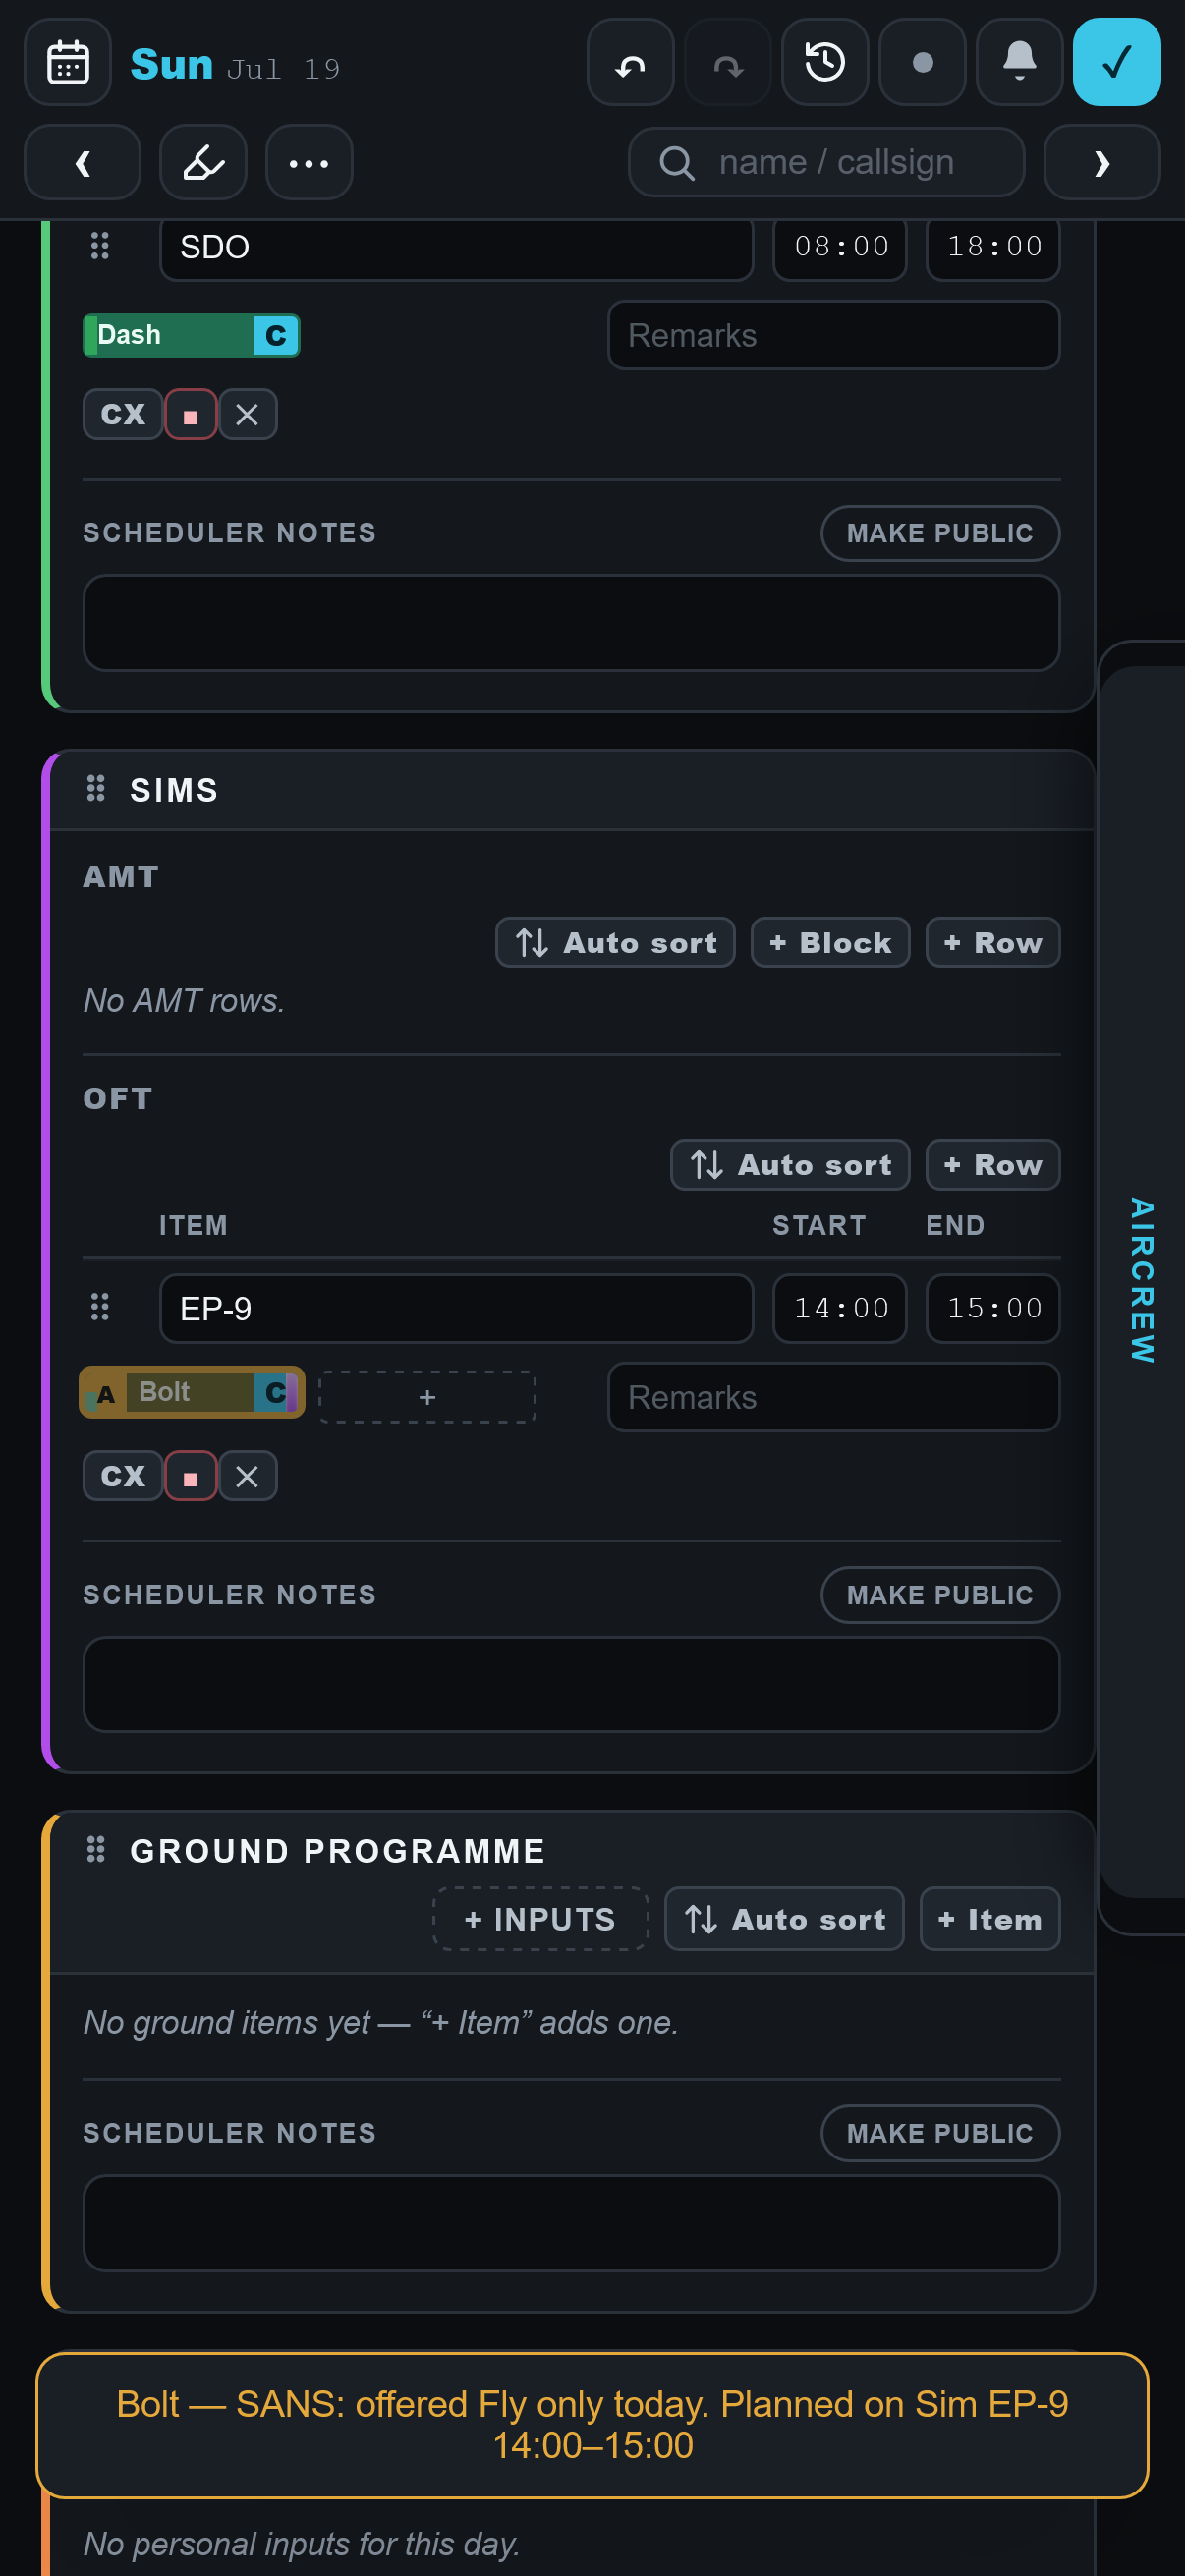 Sun Jul 19
name / callsign
SDO 08:00 18:00
Dash C Remarks
CX
SCHEDULER NOTES MAKE PUBLIC
SIMS
AMT
Auto sort + Block + Row
No AMT rows.
OFT
Auto sort + Row
ITEM START END
EP-9 14:00 15:00
A Bolt C + Remarks
CX
SCHEDULER NOTES MAKE PUBLIC
GROUND PROGRAMME
+ INPUTS Auto sort + Item
No ground items yet — “+ Item” adds one.
SCHEDULER NOTES MAKE PUBLIC
AIRCREW
Bolt — SANS: offered Fly only today. Planned on Sim EP-9
14:00–15:00
No personal inputs for this day.